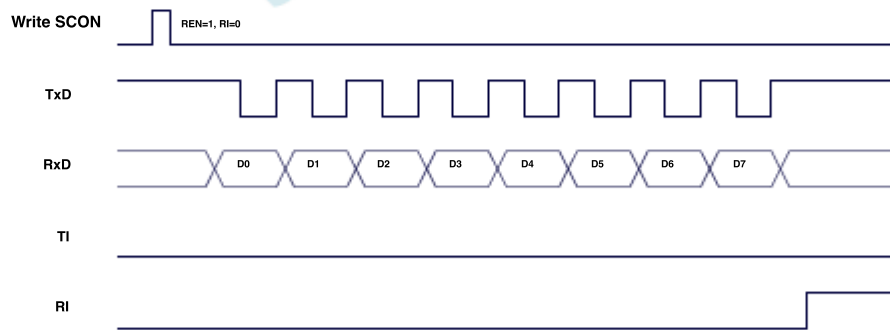 Write SCON REN=1, RI=0
TxD
RxD D0 D1 D2 D3 D4 D5 D6 D7
TI
RI